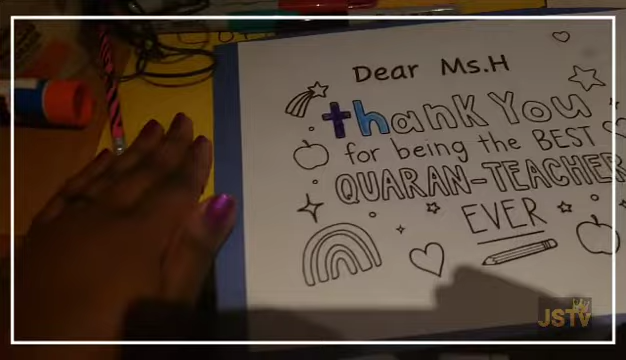 Dear Ms.H
thank You
for being the BEST
QUARAN-TEACHER
EVER
JSTV